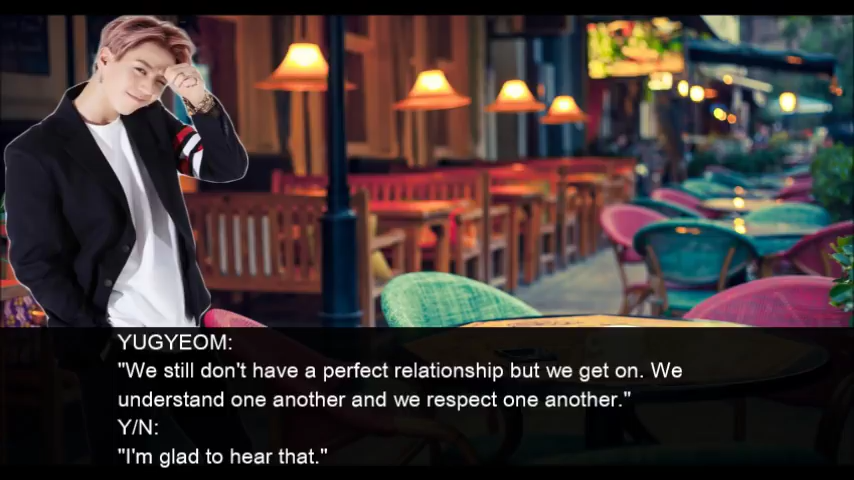 YUGYEOM:
"We still don't have a perfect relationship but we get on. We
understand one another and we respect one another."
Y/N:
"I'm glad to hear that."